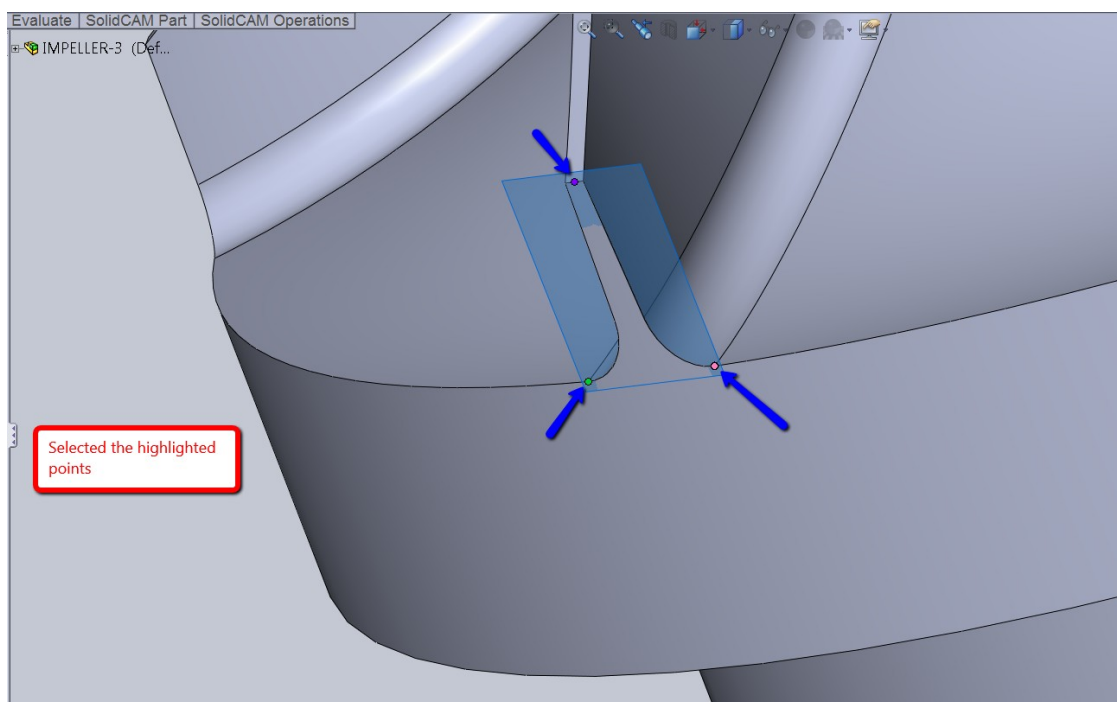 Evaluate SolidCAM Part SolidCAM Operations
IMPELLER-3 (Def...
Selected the highlighted
points